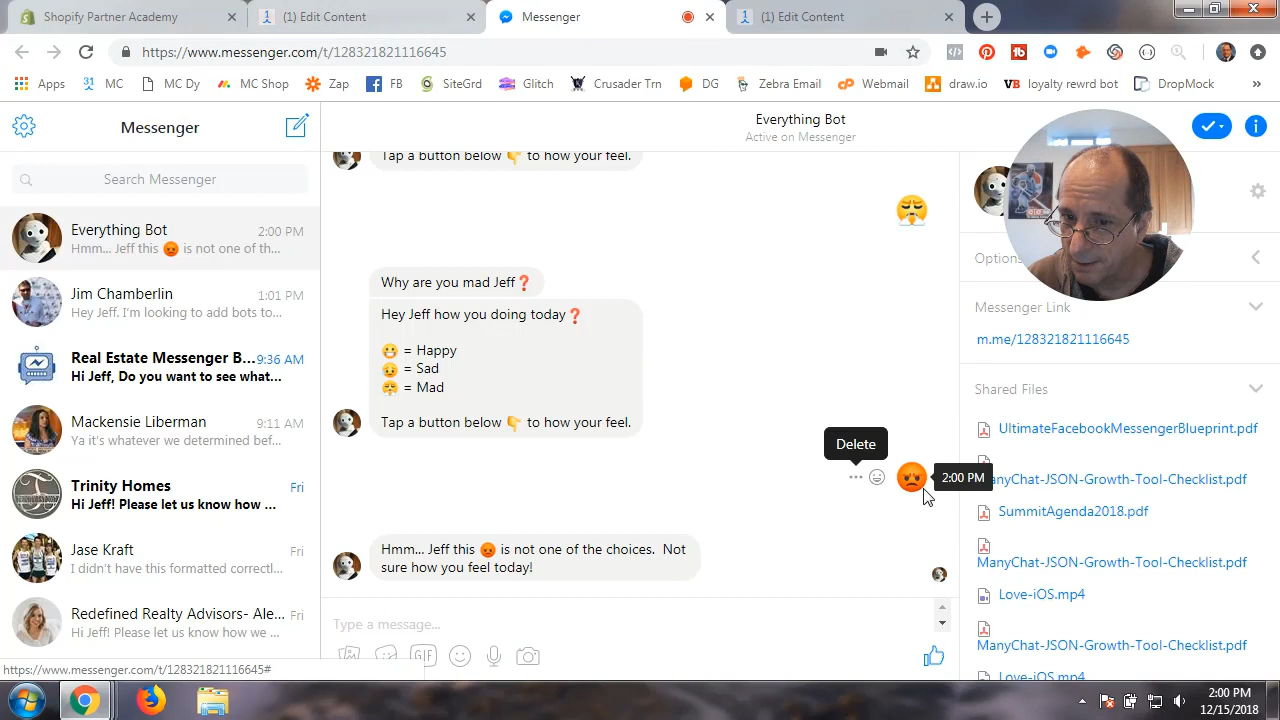 Shopify Partner Academy
(1) Edit Content
Messenger
(1) Edit Content
https://www.messenger.com/t/128321821116645
Apps
31 MC
MC Dy
MC Shop
Zap
FB
SiteGrd
Glitch
Crusader Trn
DG
Zebra Email
cp Webmail
draw.io
VB loyalty rewrd bot
DropMock
»
Messenger
Everything Bot
Active on Messenger
Search Messenger
Everything Bot 2:00 PM
Hmm... Jeff this 😡 is not one of th...
Jim Chamberlin 1:01 PM
Hey Jeff. I'm looking to add bots to...
Real Estate Messenger B... 9:36 AM
Hi Jeff, Do you want to see what...
Mackensie Liberman 9:11 AM
Ya it's whatever we determined bef...
Trinity Homes Fri
Hi Jeff! Please let us know how ...
Jase Kraft Fri
I didn't have this formatted correctl...
Redefined Realty Advisors- Ale... Fri
Hi Jeff! Please let us know how we ...
https://www.messenger.com/t/128321821116645#
Tap a button below 👇 to how your feel.
Why are you mad Jeff❓
Hey Jeff how you doing today❓
😬 = Happy
😥 = Sad
😤 = Mad
Tap a button below 👇 to how your feel.
Delete
2:00 PM
Hmm... Jeff this 😡 is not one of the choices. Not
sure how you feel today!
Type a message...
GIF
Options
Messenger Link
m.me/128321821116645
Shared Files
UltimateFacebookMessengerBlueprint.pdf
anyChat-JSON-Growth-Tool-Checklist.pdf
SummitAgenda2018.pdf
ManyChat-JSON-Growth-Tool-Checklist.pdf
Love-iOS.mp4
ManyChat-JSON-Growth-Tool-Checklist.pdf
Love-iOS.mp4
2:00 PM
12/15/2018